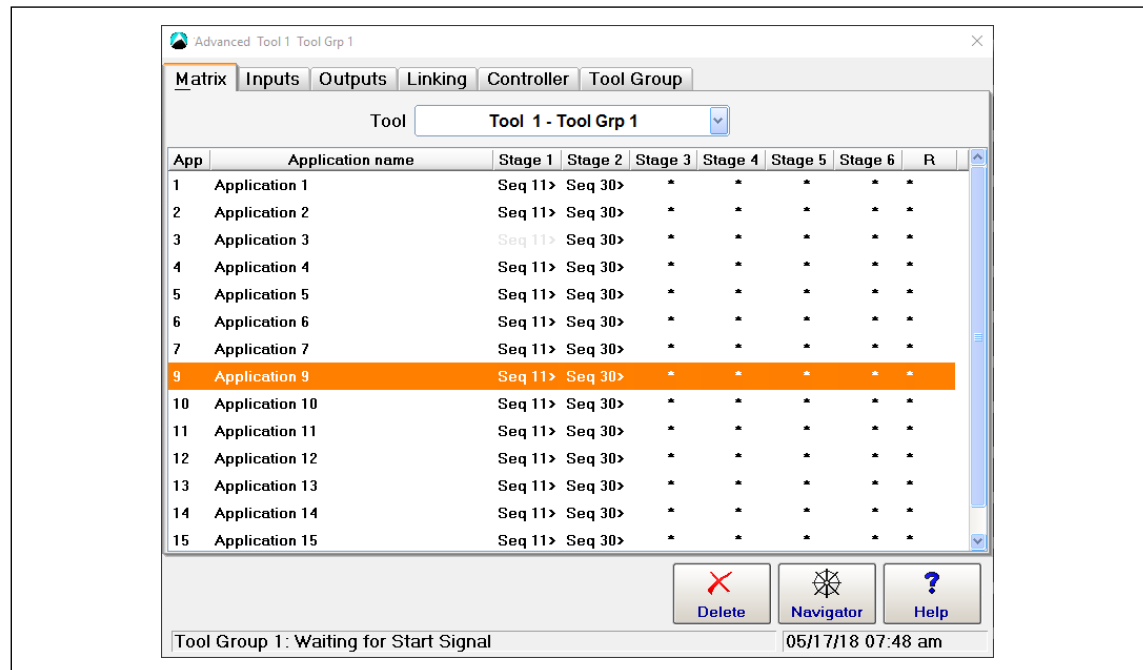 Advanced Tool 1 Tool Grp 1
Matrix Inputs Outputs Linking Controller Tool Group
Tool Tool 1 - Tool Grp 1
App Application name Stage 1 Stage 2 Stage 3 Stage 4 Stage 5 Stage 6 R
1 Application 1 Seq 11> Seq 30> * * * * *
2 Application 2 Seq 11> Seq 30> * * * * *
3 Application 3 Seq 11> Seq 30> * * * * *
4 Application 4 Seq 11> Seq 30> * * * * *
5 Application 5 Seq 11> Seq 30> * * * * *
6 Application 6 Seq 11> Seq 30> * * * * *
7 Application 7 Seq 11> Seq 30> * * * * *
9 Application 9 Seq 11> Seq 30> * * * * *
10 Application 10 Seq 11> Seq 30> * * * * *
11 Application 11 Seq 11> Seq 30> * * * * *
12 Application 12 Seq 11> Seq 30> * * * * *
13 Application 13 Seq 11> Seq 30> * * * * *
14 Application 14 Seq 11> Seq 30> * * * * *
15 Application 15 Seq 11> Seq 30> * * * * *
Delete Navigator ? Help
Tool Group 1: Waiting for Start Signal 05/17/18 07:48 am